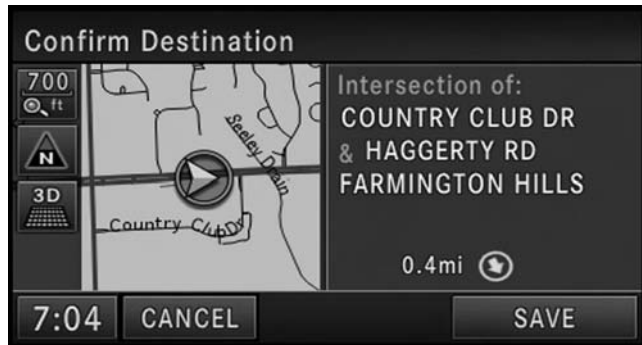 Confirm Destination
700
ft
N
3D
Seeley Drain
Country Club Dr
Intersection of:
COUNTRY CLUB DR
& HAGGERTY RD
FARMINGTON HILLS
0.4mi
7:04
CANCEL
SAVE